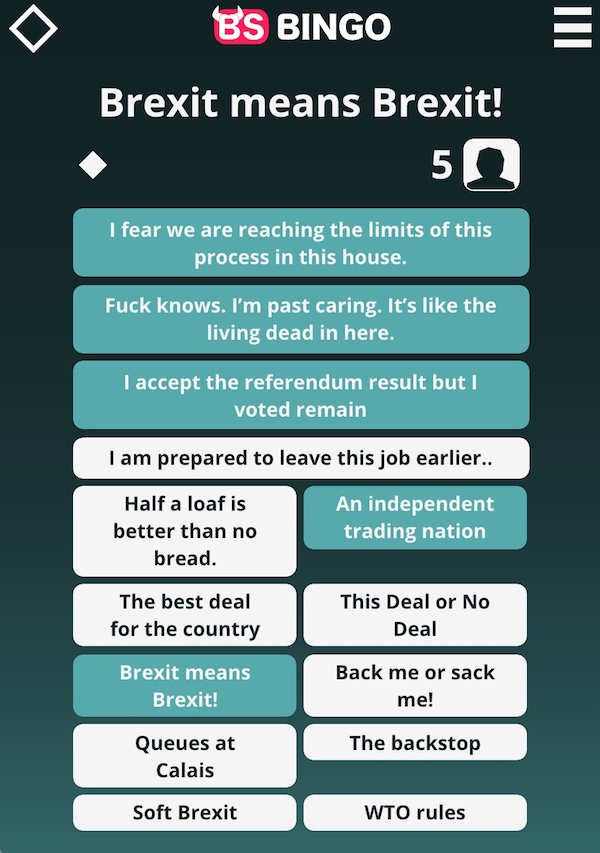 BS BINGO
Brexit means Brexit!
5
I fear we are reaching the limits of this
process in this house.
Fuck knows. I’m past caring. It’s like the
living dead in here.
I accept the referendum result but I
voted remain
I am prepared to leave this job earlier..
Half a loaf is
better than no
bread.
An independent
trading nation
The best deal
for the country
This Deal or No
Deal
Brexit means
Brexit!
Back me or sack
me!
Queues at
Calais
The backstop
Soft Brexit
WTO rules